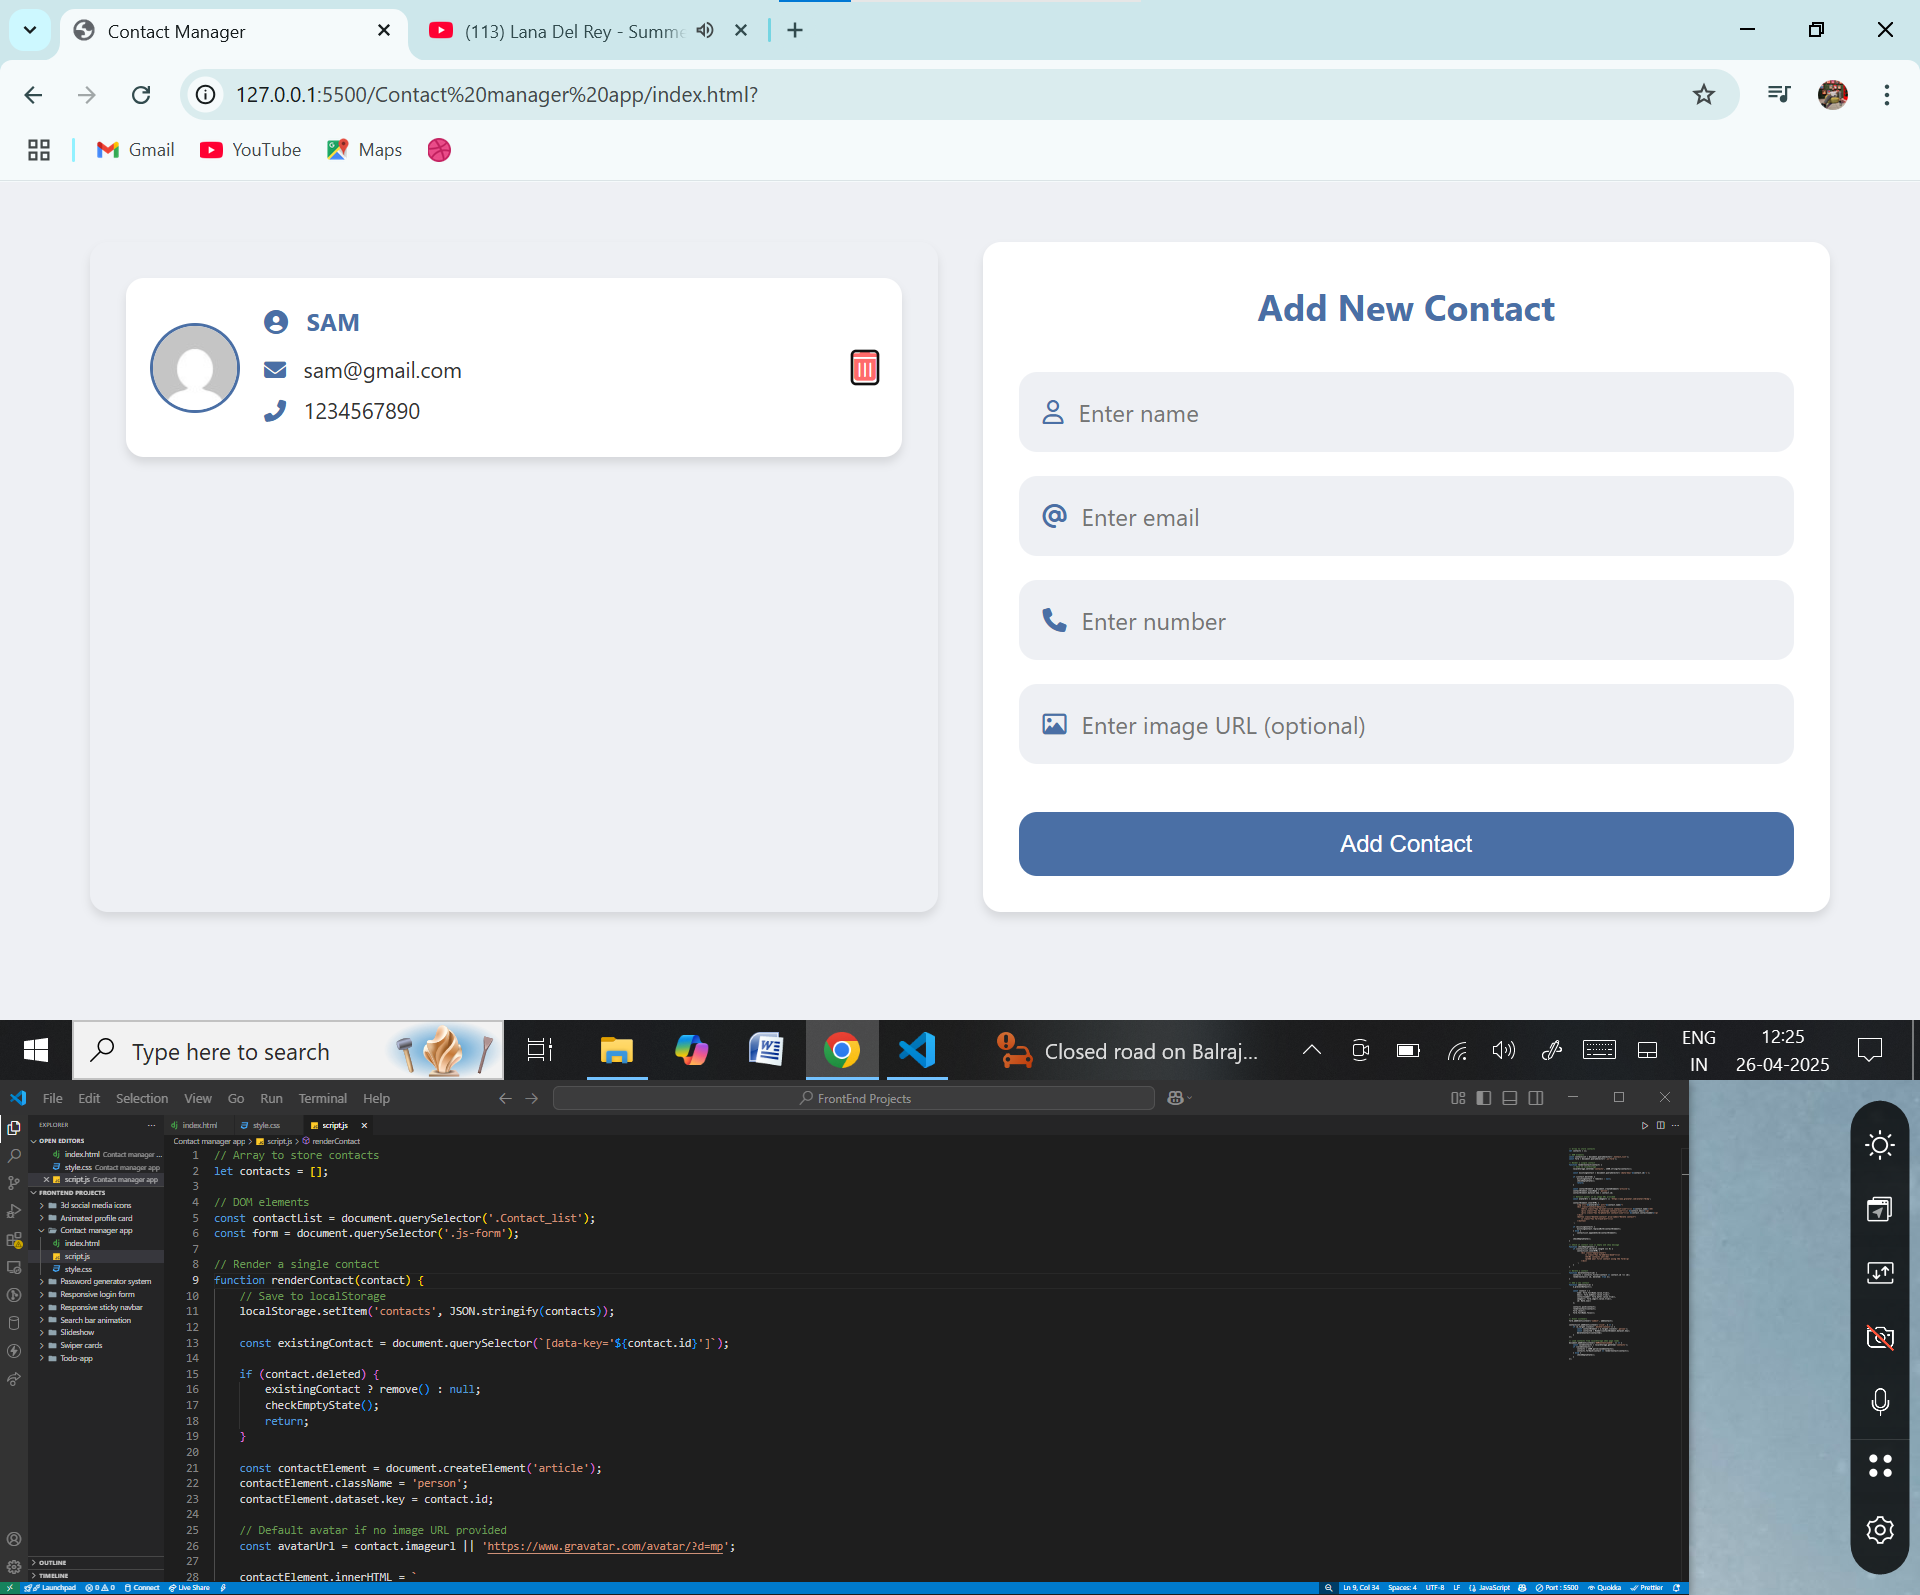 Contact Manager
(113) Lana Del Rey - Summe
127.0.0.1:5500/Contact%20manager%20app/index.html?
Gmail
YouTube
Maps
SAM
sam@gmail.com
1234567890
Add New Contact
Enter name
Enter email
Enter number
Enter image URL (optional)
Add Contact
Type here to search
Closed road on Balraj...
ENG
IN
12:25
26-04-2025
File Edit Selection View Go Run Terminal Help
FrontEnd Projects
EXPLORER
OPEN EDITORS
index.html Contact manager ...
style.css Contact manager app
script.js Contact manager app
FRONTEND PROJECTS
3d social media icons
Animated profile card
Contact manager app
index.html
script.js
style.css
Password generator system
Responsive login form
Responsive sticky navbar
Search bar animation
Slideshow
Swiper cards
Todo-app
OUTLINE
TIMELINE
index.html style.css script.js
Contact manager app > script.js > renderContact
1 // Array to store contacts
2 let contacts = [];
3
4 // DOM elements
5 const contactList = document.querySelector('.Contact_list');
6 const form = document.querySelector('.js-form');
7
8 // Render a single contact
9 function renderContact(contact) {
10 // Save to localStorage
11 localStorage.setItem('contacts', JSON.stringify(contacts));
12
13 const existingContact = document.querySelector(`[data-key='${contact.id}']`);
14
15 if (contact.deleted) {
16 existingContact ? remove() : null;
17 checkEmptyState();
18 return;
19 }
20
21 const contactElement = document.createElement('article');
22 contactElement.className = 'person';
23 contactElement.dataset.key = contact.id;
24
25 // Default avatar if no image URL provided
26 const avatarUrl = contact.imageurl || 'https://www.gravatar.com/avatar/?d=mp';
27
28 contactElement.innerHTML = `
Launchpad 0 0 Connect Live Share Ln 9, Col 34 Spaces: 4 UTF-8 LF JavaScript Port : 5500 Quokka Prettier